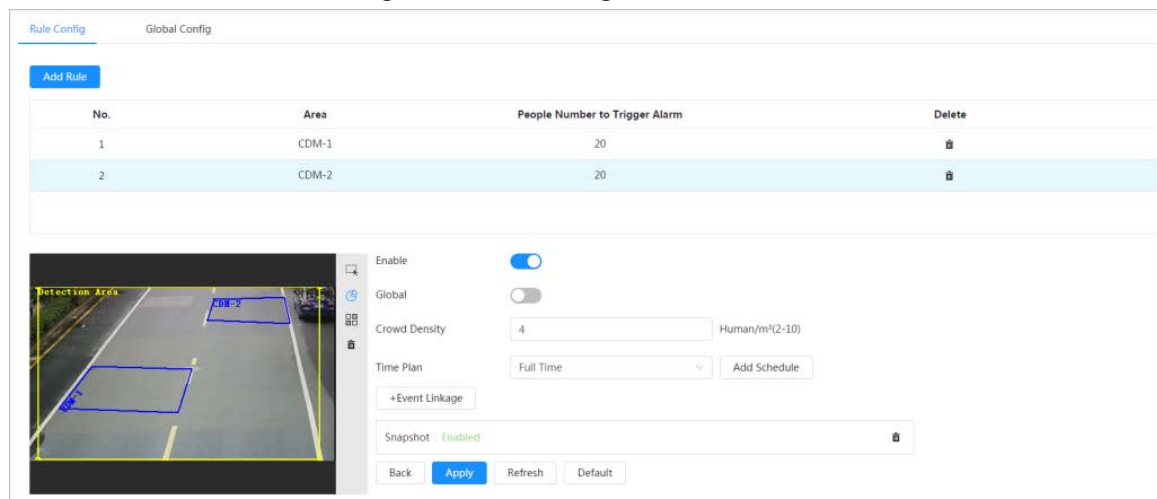 Rule Config Global Config
Add Rule
No. Area People Number to Trigger Alarm Delete
1 CDM-1 20
2 CDM-2 20
Detection Area
CDM-2
CDM-1
Enable
Global
Crowd Density 4 Human/m²(2-10)
Time Plan Full Time Add Schedule
+Event Linkage
Snapshot Enabled
Back Apply Refresh Default